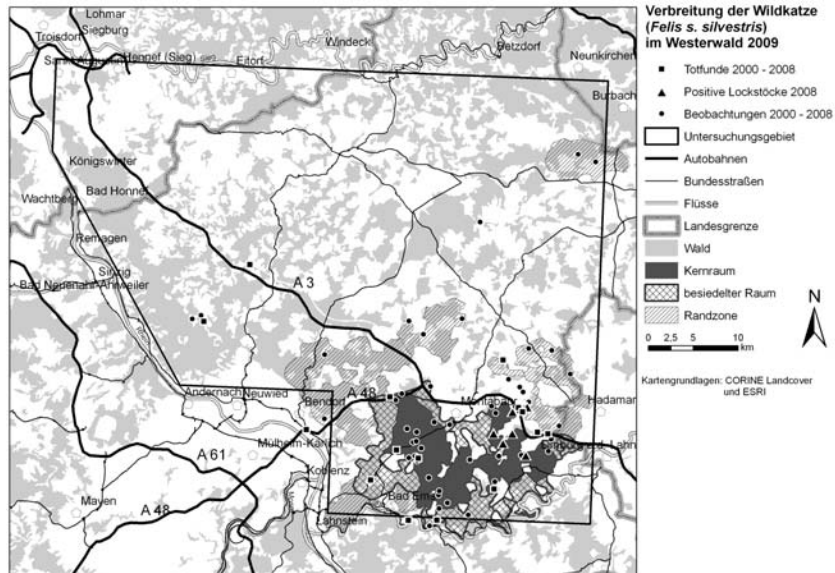 Verbreitung der Wildkatze
(Felis s. silvestris)
im Westerwald 2009
Totfunde 2000 - 2008
Positive Lockstöcke 2008
Beobachtungen 2000 - 2008
Untersuchungsgebiet
Autobahnen
Bundesstraßen
Flüsse
Landesgrenze
Wald
Kernraum
besiedelter Raum
Randzone
N
0 2,5 5 10
km
Kartengrundlagen: CORINE Landcover
und ESRI
Lohmar
Siegburg
Troisdorf
Hennef (Sieg)
Eitorf
Windeck
Betzdorf
Neunkirchen
Burbach
Königswinter
Bad Honnef
Wachtberg
Remagen
Sinzig
Bad Neuenahr-Ahrweiler
A 3
Andernach
Neuwied
Bendorf
A 48
Montabaur
Hadamar
Mülheim-Kärlich
A 61
Koblenz
Mayen
A 48
Bad Ems
Lahnstein